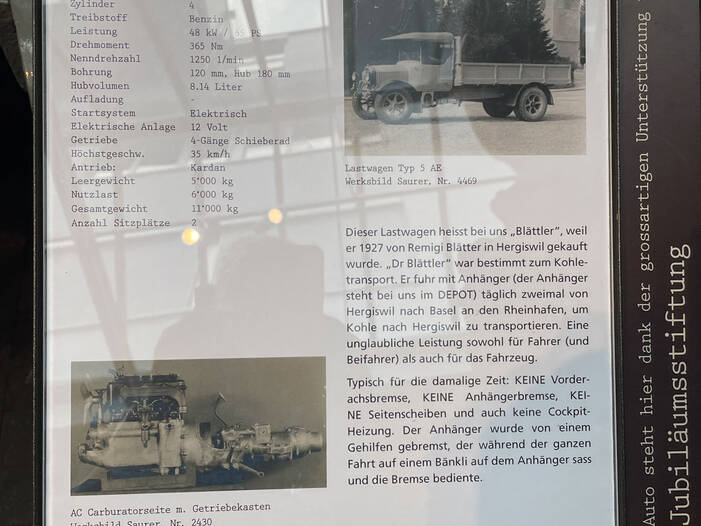 Zylinder 4
Treibstoff Benzin
Leistung 48 kW / 65 PS
Drehmoment 365 Nm
Nenndrehzahl 1250 1/min
Bohrung 120 mm, Hub 180 mm
Hubvolumen 8.14 Liter
Aufladung -
Startsystem Elektrisch
Elektrische Anlage 12 Volt
Getriebe 4-Gänge Schieberad
Höchstgeschw. 35 km/h
Antrieb: Kardan
Leergewicht 5'000 kg
Nutzlast 6'000 kg
Gesamtgewicht 11'000 kg
Anzahl Sitzplätze 2
Lastwagen Typ 5 AE
Werksbild Saurer, Nr. 4469
Dieser Lastwagen heisst bei uns „Blättler", weil
er 1927 von Remigi Blätter in Hergiswil gekauft
wurde. „Dr Blättler" war bestimmt zum Kohle-
transport. Er fuhr mit Anhänger (der Anhänger
steht bei uns im DEPOT) täglich zweimal von
Hergiswil nach Basel an den Rheinhafen, um
Kohle nach Hergiswil zu transportieren. Eine
unglaubliche Leistung sowohl für Fahrer (und
Beifahrer) als auch für das Fahrzeug.
Typisch für die damalige Zeit: KEINE Vorder-
achsbremse, KEINE Anhängerbremse, KEI-
NE Seitenscheiben und auch keine Cockpit-
Heizung. Der Anhänger wurde von einem
Gehilfen gebremst, der während der ganzen
Fahrt auf einem Bänkli auf dem Anhänger sass
und die Bremse bediente.
AC Carburatorseite m. Getriebekasten
Werksbild Saurer, Nr. 2430
Auto steht hier dank der grossartigen Unterstützung
Jubiläumsstiftung